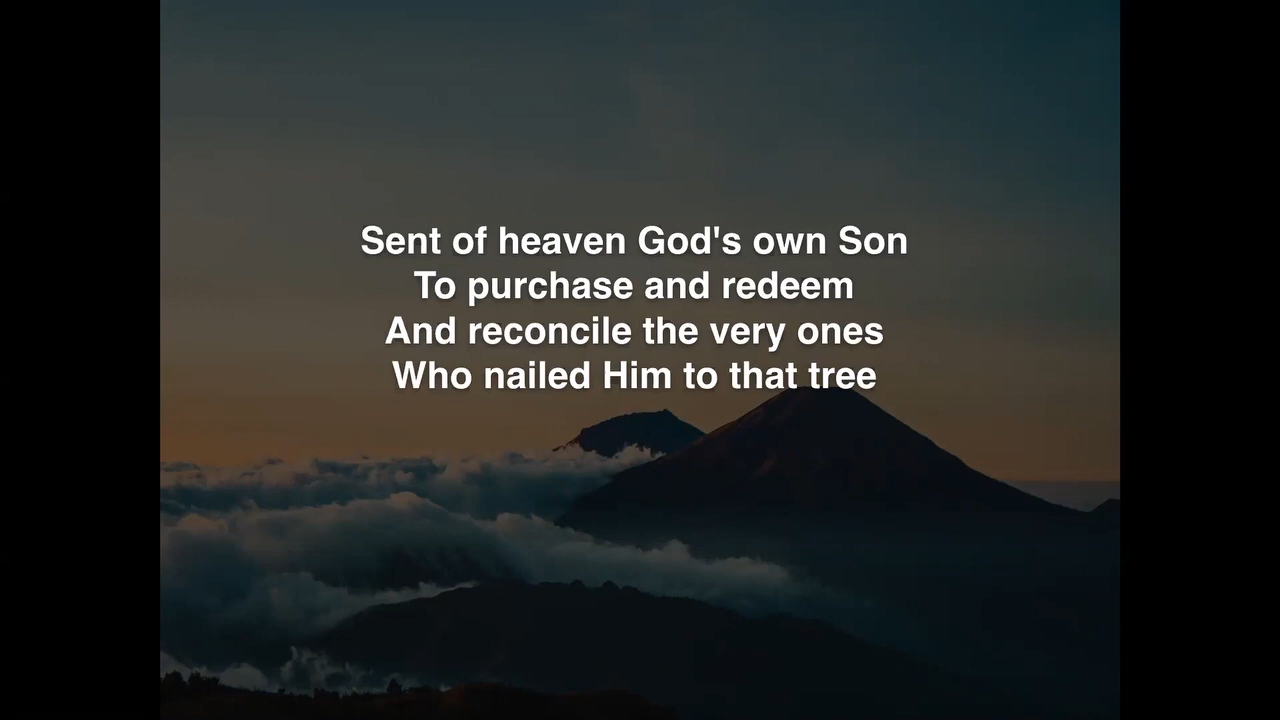 Sent of heaven God's own Son
To purchase and redeem
And reconcile the very ones
Who nailed Him to that tree